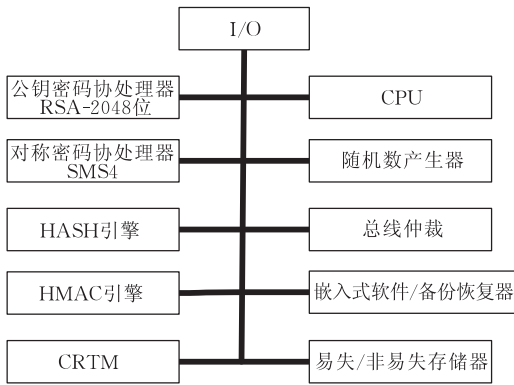 I/O
公钥密码协处理器
RSA-2048位
CPU
对称密码协处理器
SMS4
随机数产生器
HASH引擎
总线仲裁
HMAC引擎
嵌入式软件/备份恢复器
CRTM
易失/非易失存储器